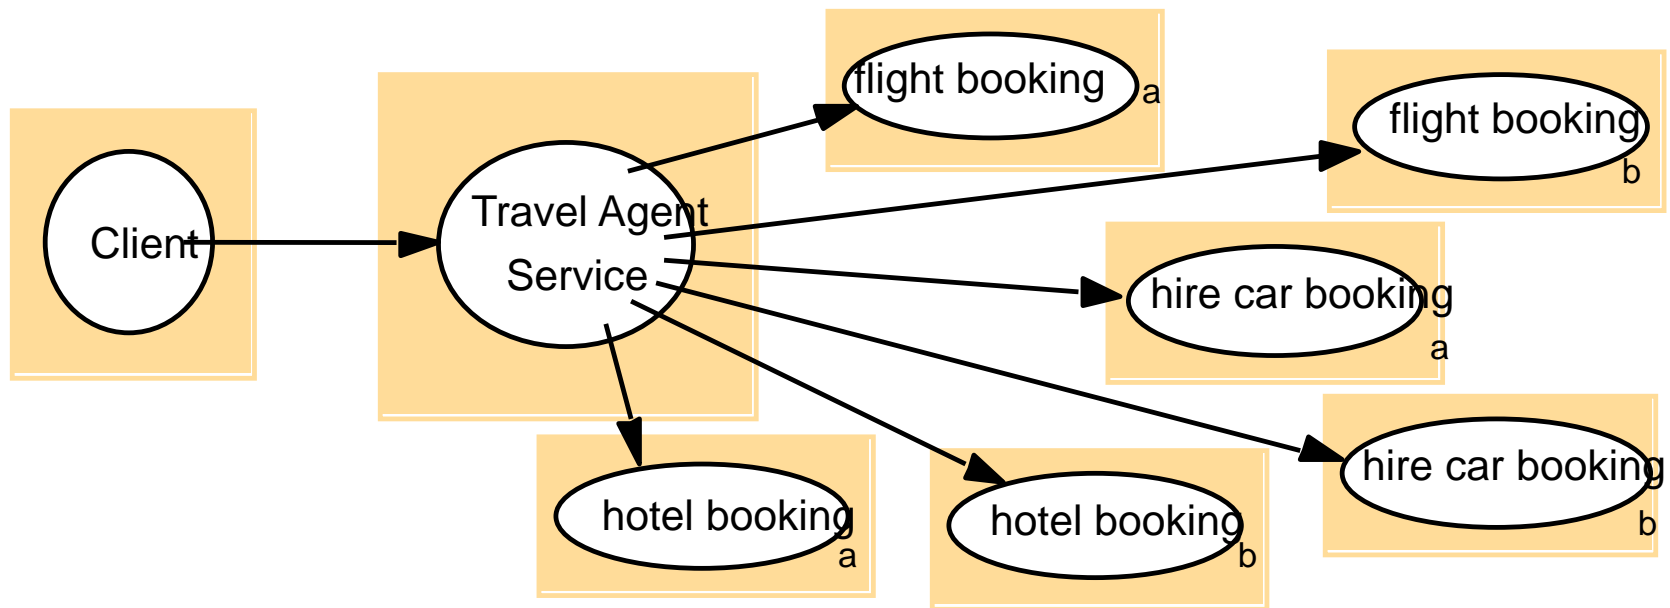 Client
Travel Agent
Service
flight booking
a
flight booking
b
hire car booking
a
hire car booking
b
hotel booking
a
hotel booking
b